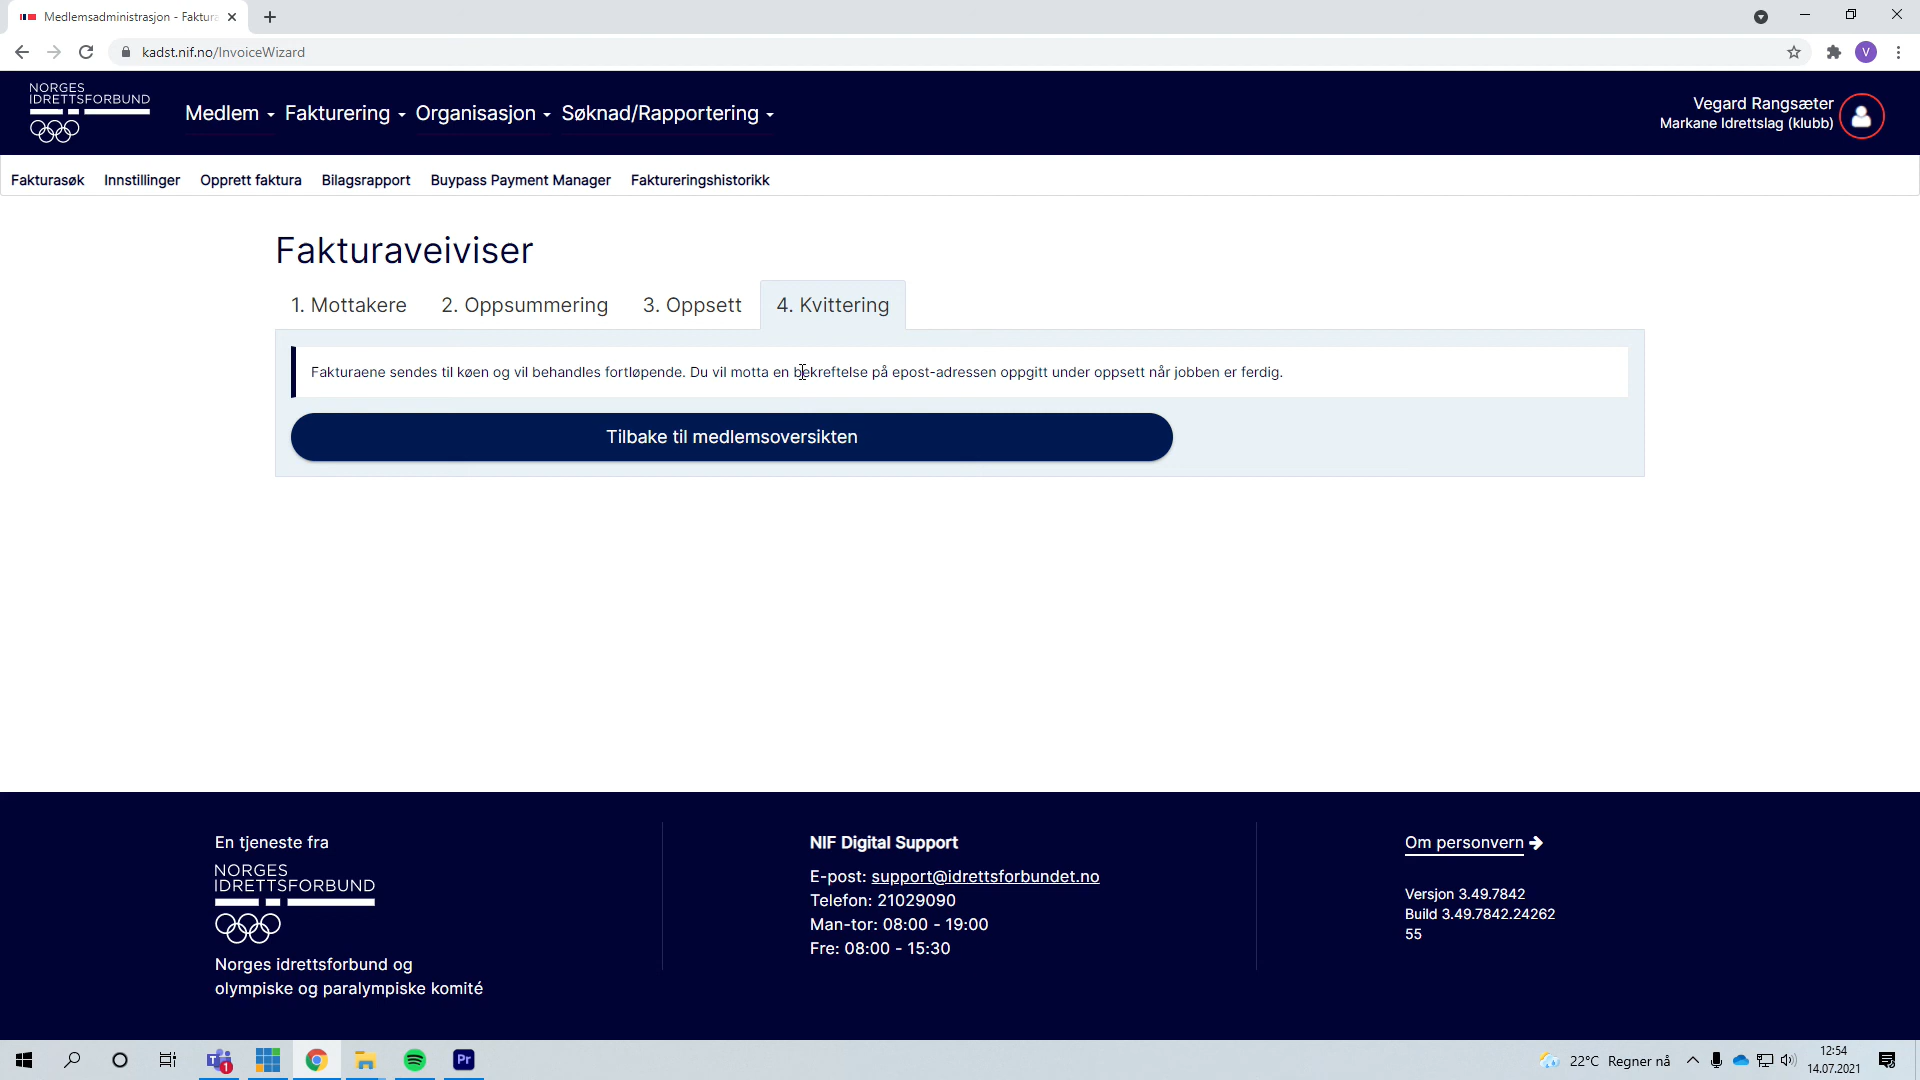 Medlemsadministrasjon - Faktura
kadst.nif.no/InvoiceWizard
V
NORGES
IDRETTSFORBUND
Medlem
Fakturering
Organisasjon
Søknad/Rapportering
Vegard Rangsæter
Markane Idrettslag (klubb)
Fakturasøk
Innstillinger
Opprett faktura
Bilagsrapport
Buypass Payment Manager
Faktureringshistorikk
Fakturaveiviser
1. Mottakere
2. Oppsummering
3. Oppsett
4. Kvittering
Fakturaene sendes til køen og vil behandles fortløpende. Du vil motta en bekreftelse på epost-adressen oppgitt under oppsett når jobben er ferdig.
Tilbake til medlemsoversikten
En tjeneste fra
NORGES
IDRETTSFORBUND
Norges idrettsforbund og
olympiske og paralympiske komité
NIF Digital Support
E-post: support@idrettsforbundet.no
Telefon: 21029090
Man-tor: 08:00 - 19:00
Fre: 08:00 - 15:30
Om personvern
Versjon 3.49.7842
Build 3.49.7842.24262
55
T
1
Pr
22°C Regner nå
12:54
14.07.2021